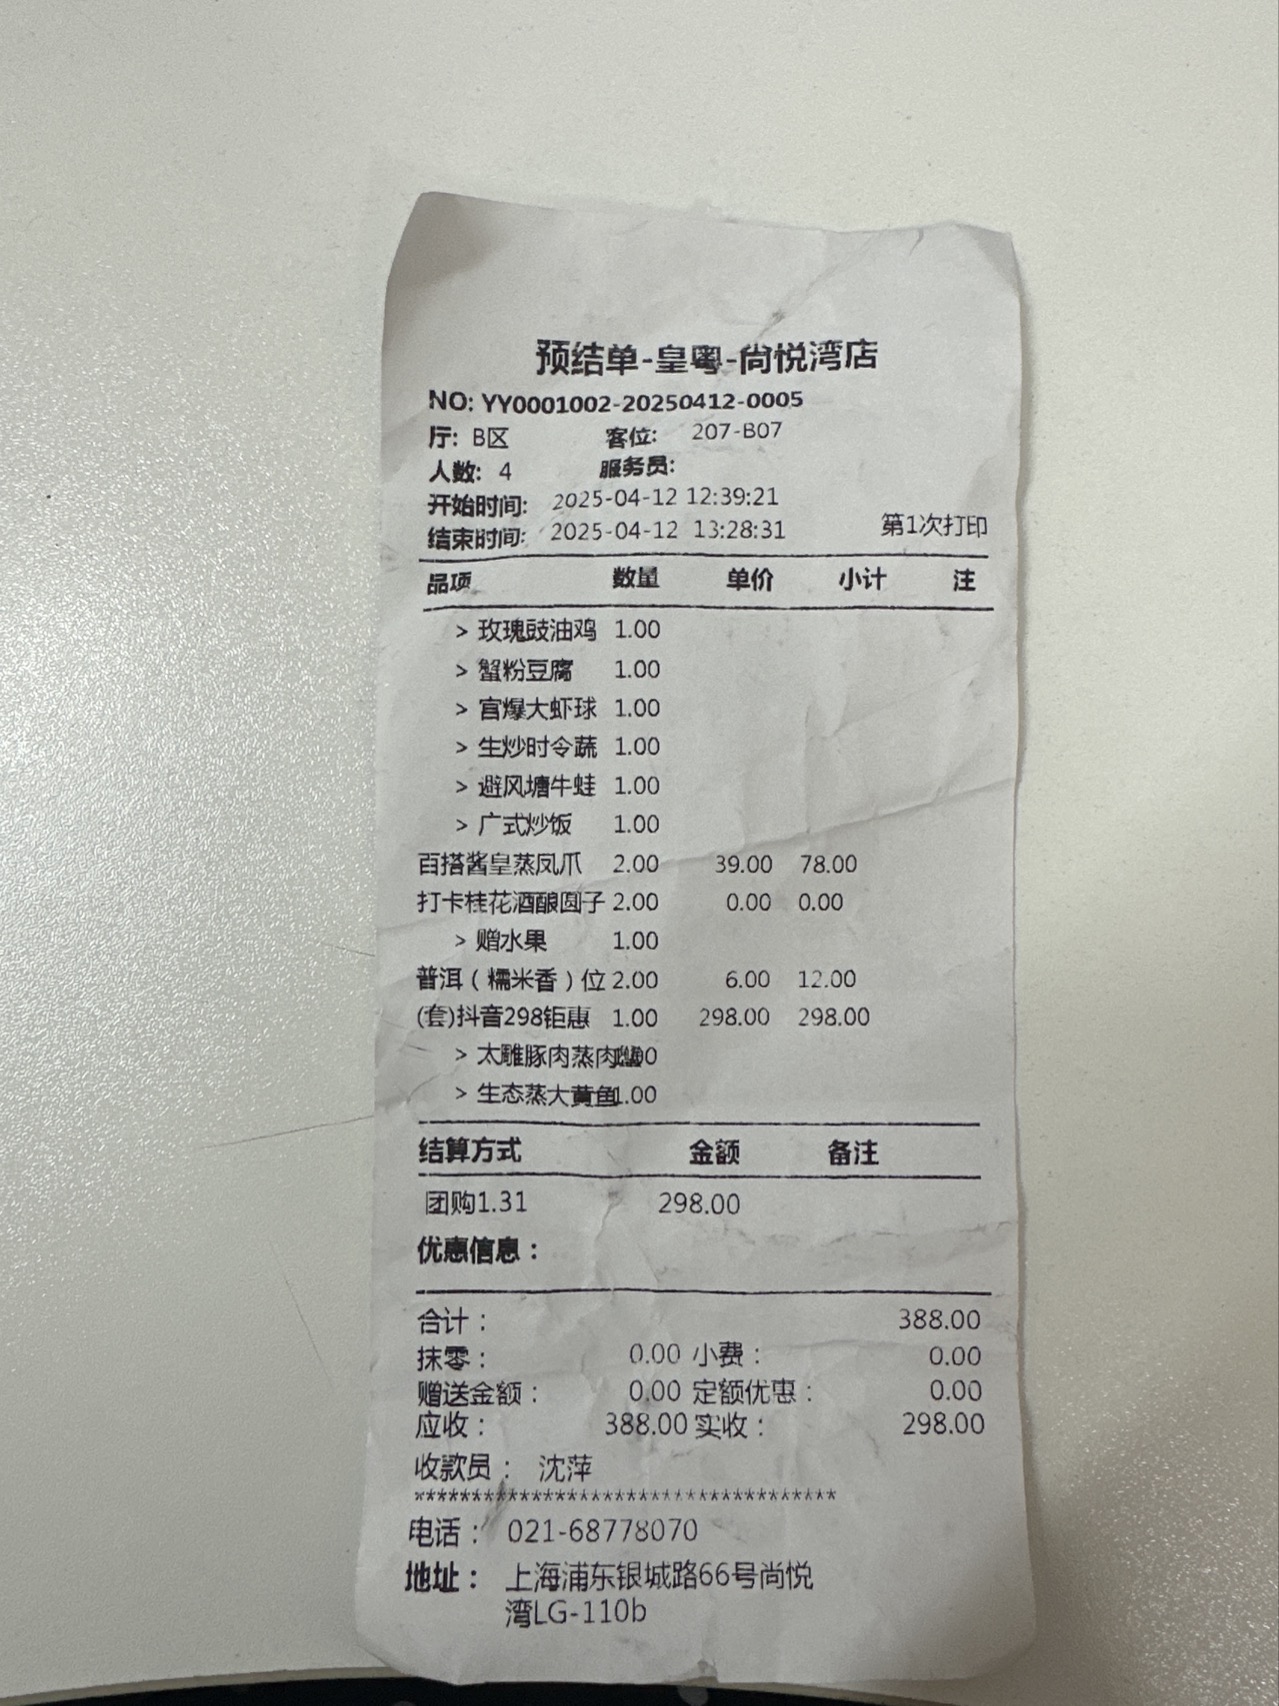 预结单-皇粤-尚悦湾店
NO: YY0001002-20250412-0005
厅: B区 客位: 207-B07
人数: 4 服务员:
开始时间: 2025-04-12 12:39:21
结束时间: 2025-04-12 13:28:31 第1次打印
品项 数量 单价 小计 注
> 玫瑰豉油鸡 1.00
> 蟹粉豆腐 1.00
> 宫爆大虾球 1.00
> 生炒时令蔬 1.00
> 避风塘牛蛙 1.00
> 广式炒饭 1.00
百搭酱皇蒸凤爪 2.00 39.00 78.00
打卡桂花酒酿圆子 2.00 0.00 0.00
> 赠水果 1.00
普洱（糯米香）位 2.00 6.00 12.00
(套)抖音298钜惠 1.00 298.00 298.00
> 太雕豚肉蒸肉
> 生态蒸大黄鱼 1.00
结算方式 金额 备注
团购1.31 298.00
优惠信息：
合计： 388.00
抹零： 0.00 小费： 0.00
赠送金额： 0.00 定额优惠： 0.00
应收： 388.00 实收： 298.00
收款员： 沈萍
************************************
电话： 021-68778070
地址： 上海浦东银城路66号尚悦
湾LG-110b